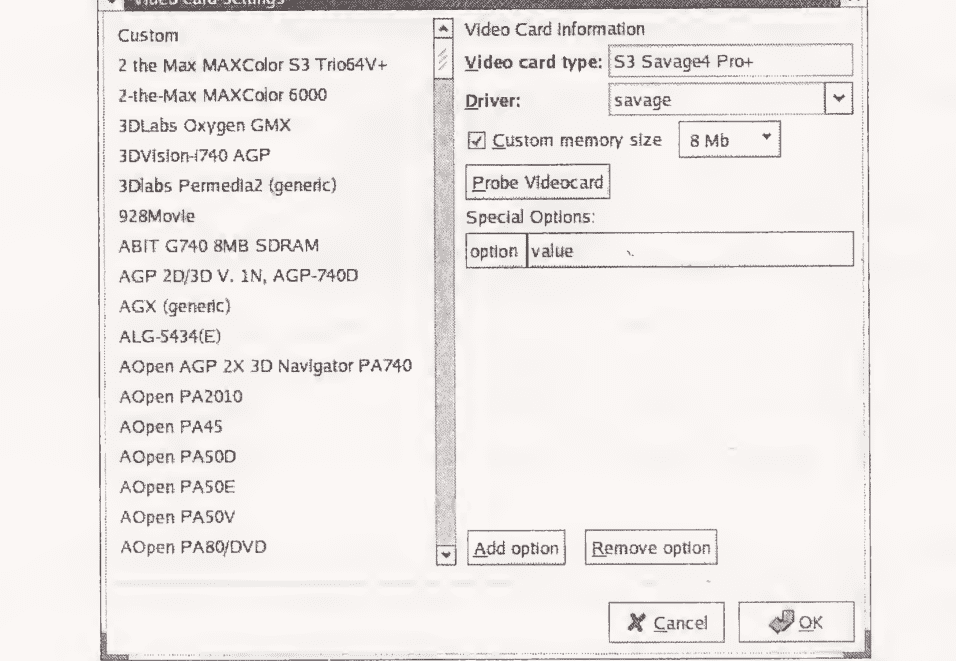 Video Card Settings
Custom
2 the Max MAXColor S3 Trio64V+
2-the-Max MAXColor 6000
3DLabs Oxygen GMX
3DVision-i740 AGP
3Dlabs Permedia2 (generic)
928Movie
ABIT G740 8MB SDRAM
AGP 2D/3D V. 1N, AGP-740D
AGX (generic)
ALG-5434(E)
AOpen AGP 2X 3D Navigator PA740
AOpen PA2010
AOpen PA45
AOpen PA50D
AOpen PA50E
AOpen PA50V
AOpen PA80/DVD
Video Card Information
Video card type: S3 Savage4 Pro+
Driver: savage
Custom memory size 8 Mb
Probe Videocard
Special Options:
option value
Add option Remove option
Cancel OK